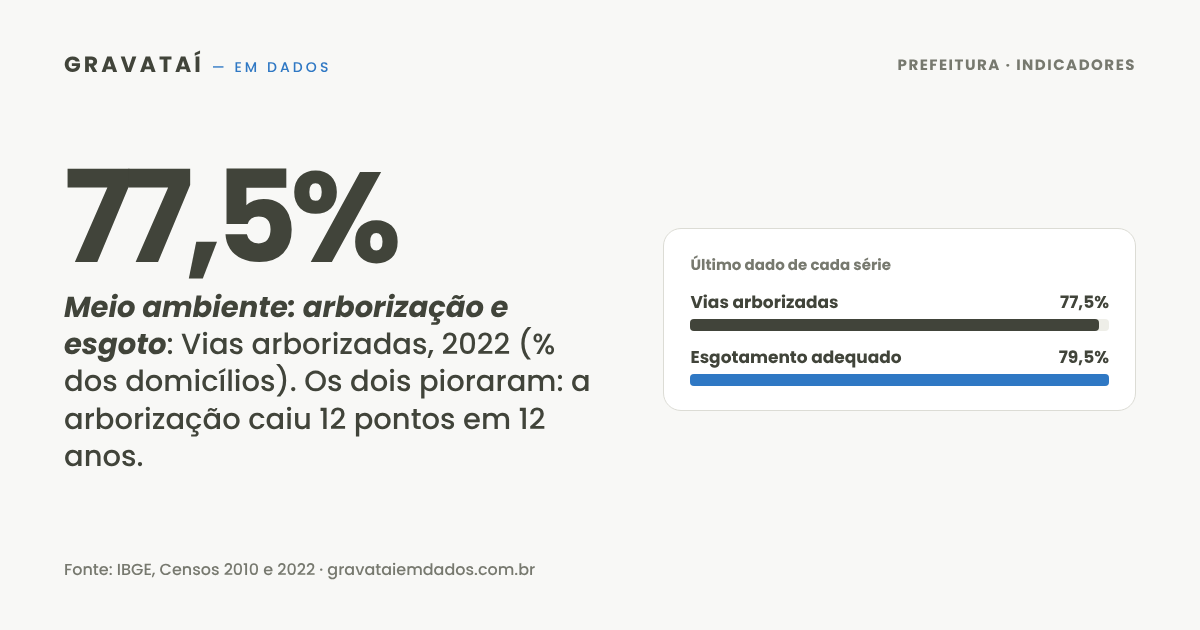 GRAVATAÍ — EM DADOS
PREFEITURA · INDICADORES
77,5%
Meio ambiente: arborização e
esgoto: Vias arborizadas, 2022 (%
dos domicílios). Os dois pioraram: a
arborização caiu 12 pontos em 12
anos.
Último dado de cada série
Vias arborizadas 77,5%
Esgotamento adequado 79,5%
Fonte: IBGE, Censos 2010 e 2022 · gravataiemdados.com.br